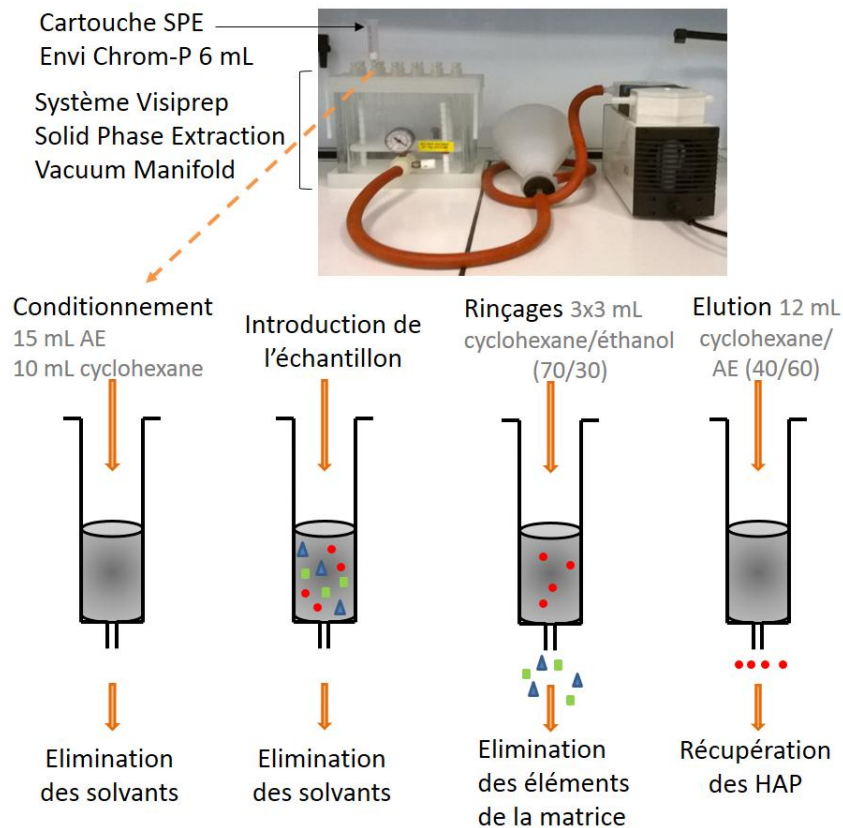 Cartouche SPE
Envi Chrom-P 6 mL
Système Visiprep
Solid Phase Extraction
Vacuum Manifold
Conditionnement
15 mL AE
10 mL cyclohexane
Introduction de
l'échantillon
Rinçages 3x3 mL
cyclohexane/éthanol
(70/30)
Elution 12 mL
cyclohexane/
AE (40/60)
Elimination
des solvants
Elimination
des solvants
Elimination
des éléments
de la matrice
Récupération
des HAP